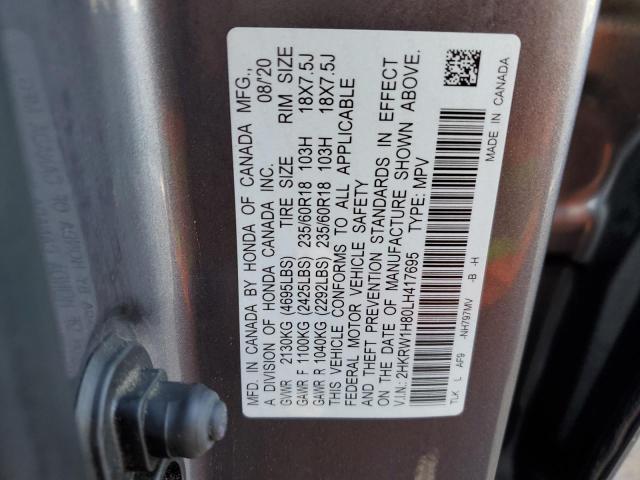 MFD. IN CANADA BY HONDA OF CANADA MFG.,
A DIVISION OF HONDA CANADA INC. 08/'20
GVWR 2130KG (4695LBS) TIRE SIZE RIM SIZE
GAWR F 1100KG (2425LBS) 235/60R18 103H 18X7.5J
GAWR R 1040KG (2292LBS) 235/60R18 103H 18X7.5J
THIS VEHICLE CONFORMS TO ALL APPLICABLE
FEDERAL MOTOR VEHICLE SAFETY
AND THEFT PREVENTION STANDARDS IN EFFECT
ON THE DATE OF MANUFACTURE SHOWN ABOVE.
V.I.N.: 2HKRW1H80LH417695 TYPE: MPV
TLK L AF9 -NH797MV -B -H MADE IN CANADA